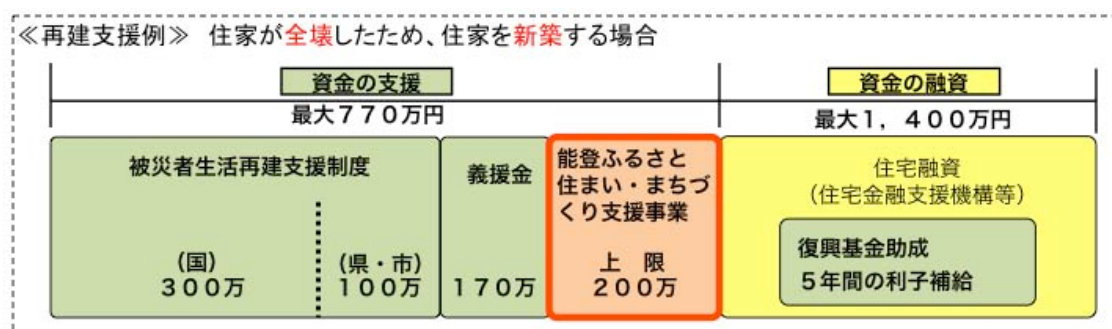 ≪再建支援例≫　住家が全壊したため、住家を新築する場合
資金の支援
最大７７０万円
資金の融資
最大１，４００万円
被災者生活再建支援制度
（国）
３００万
（県・市）
１００万
義援金
１７０万
能登ふるさと
住まい・まちづ
くり支援事業
上　限
２００万
住宅融資
（住宅金融支援機構等）
復興基金助成
５年間の利子補給